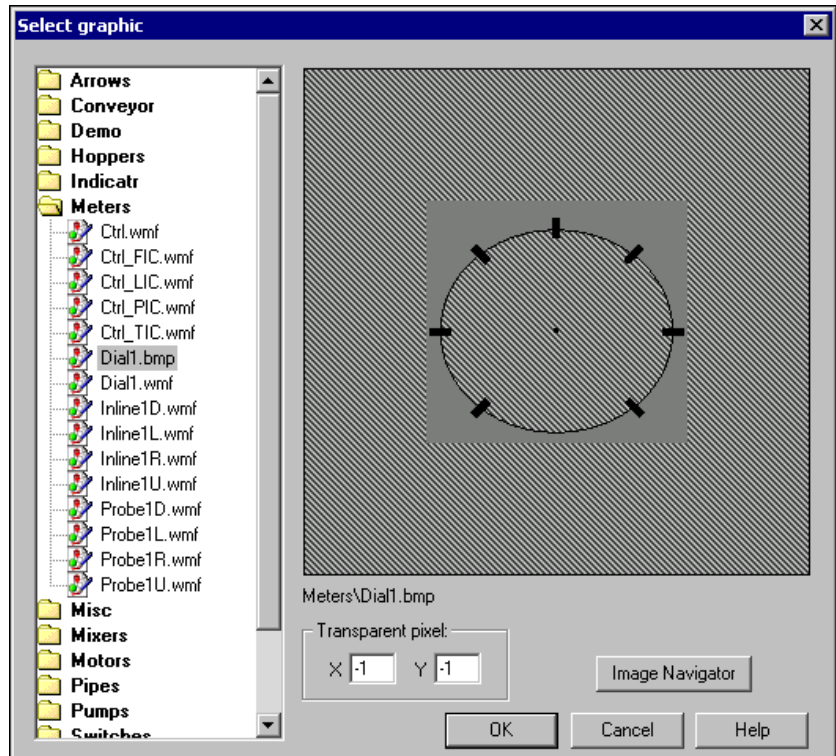 Select graphic
Arrows
Conveyor
Demo
Hoppers
Indicatr
Meters
Ctrl.wmf
Ctrl_FIC.wmf
Ctrl_LIC.wmf
Ctrl_PIC.wmf
Ctrl_TIC.wmf
Dial1.bmp
Dial1.wmf
Inline1D.wmf
Inline1L.wmf
Inline1R.wmf
Inline1U.wmf
Probe1D.wmf
Probe1L.wmf
Probe1R.wmf
Probe1U.wmf
Misc
Mixers
Motors
Pipes
Pumps
Switches
Meters\Dial1.bmp
Transparent pixel:
X -1 Y -1
Image Navigator
OK Cancel Help